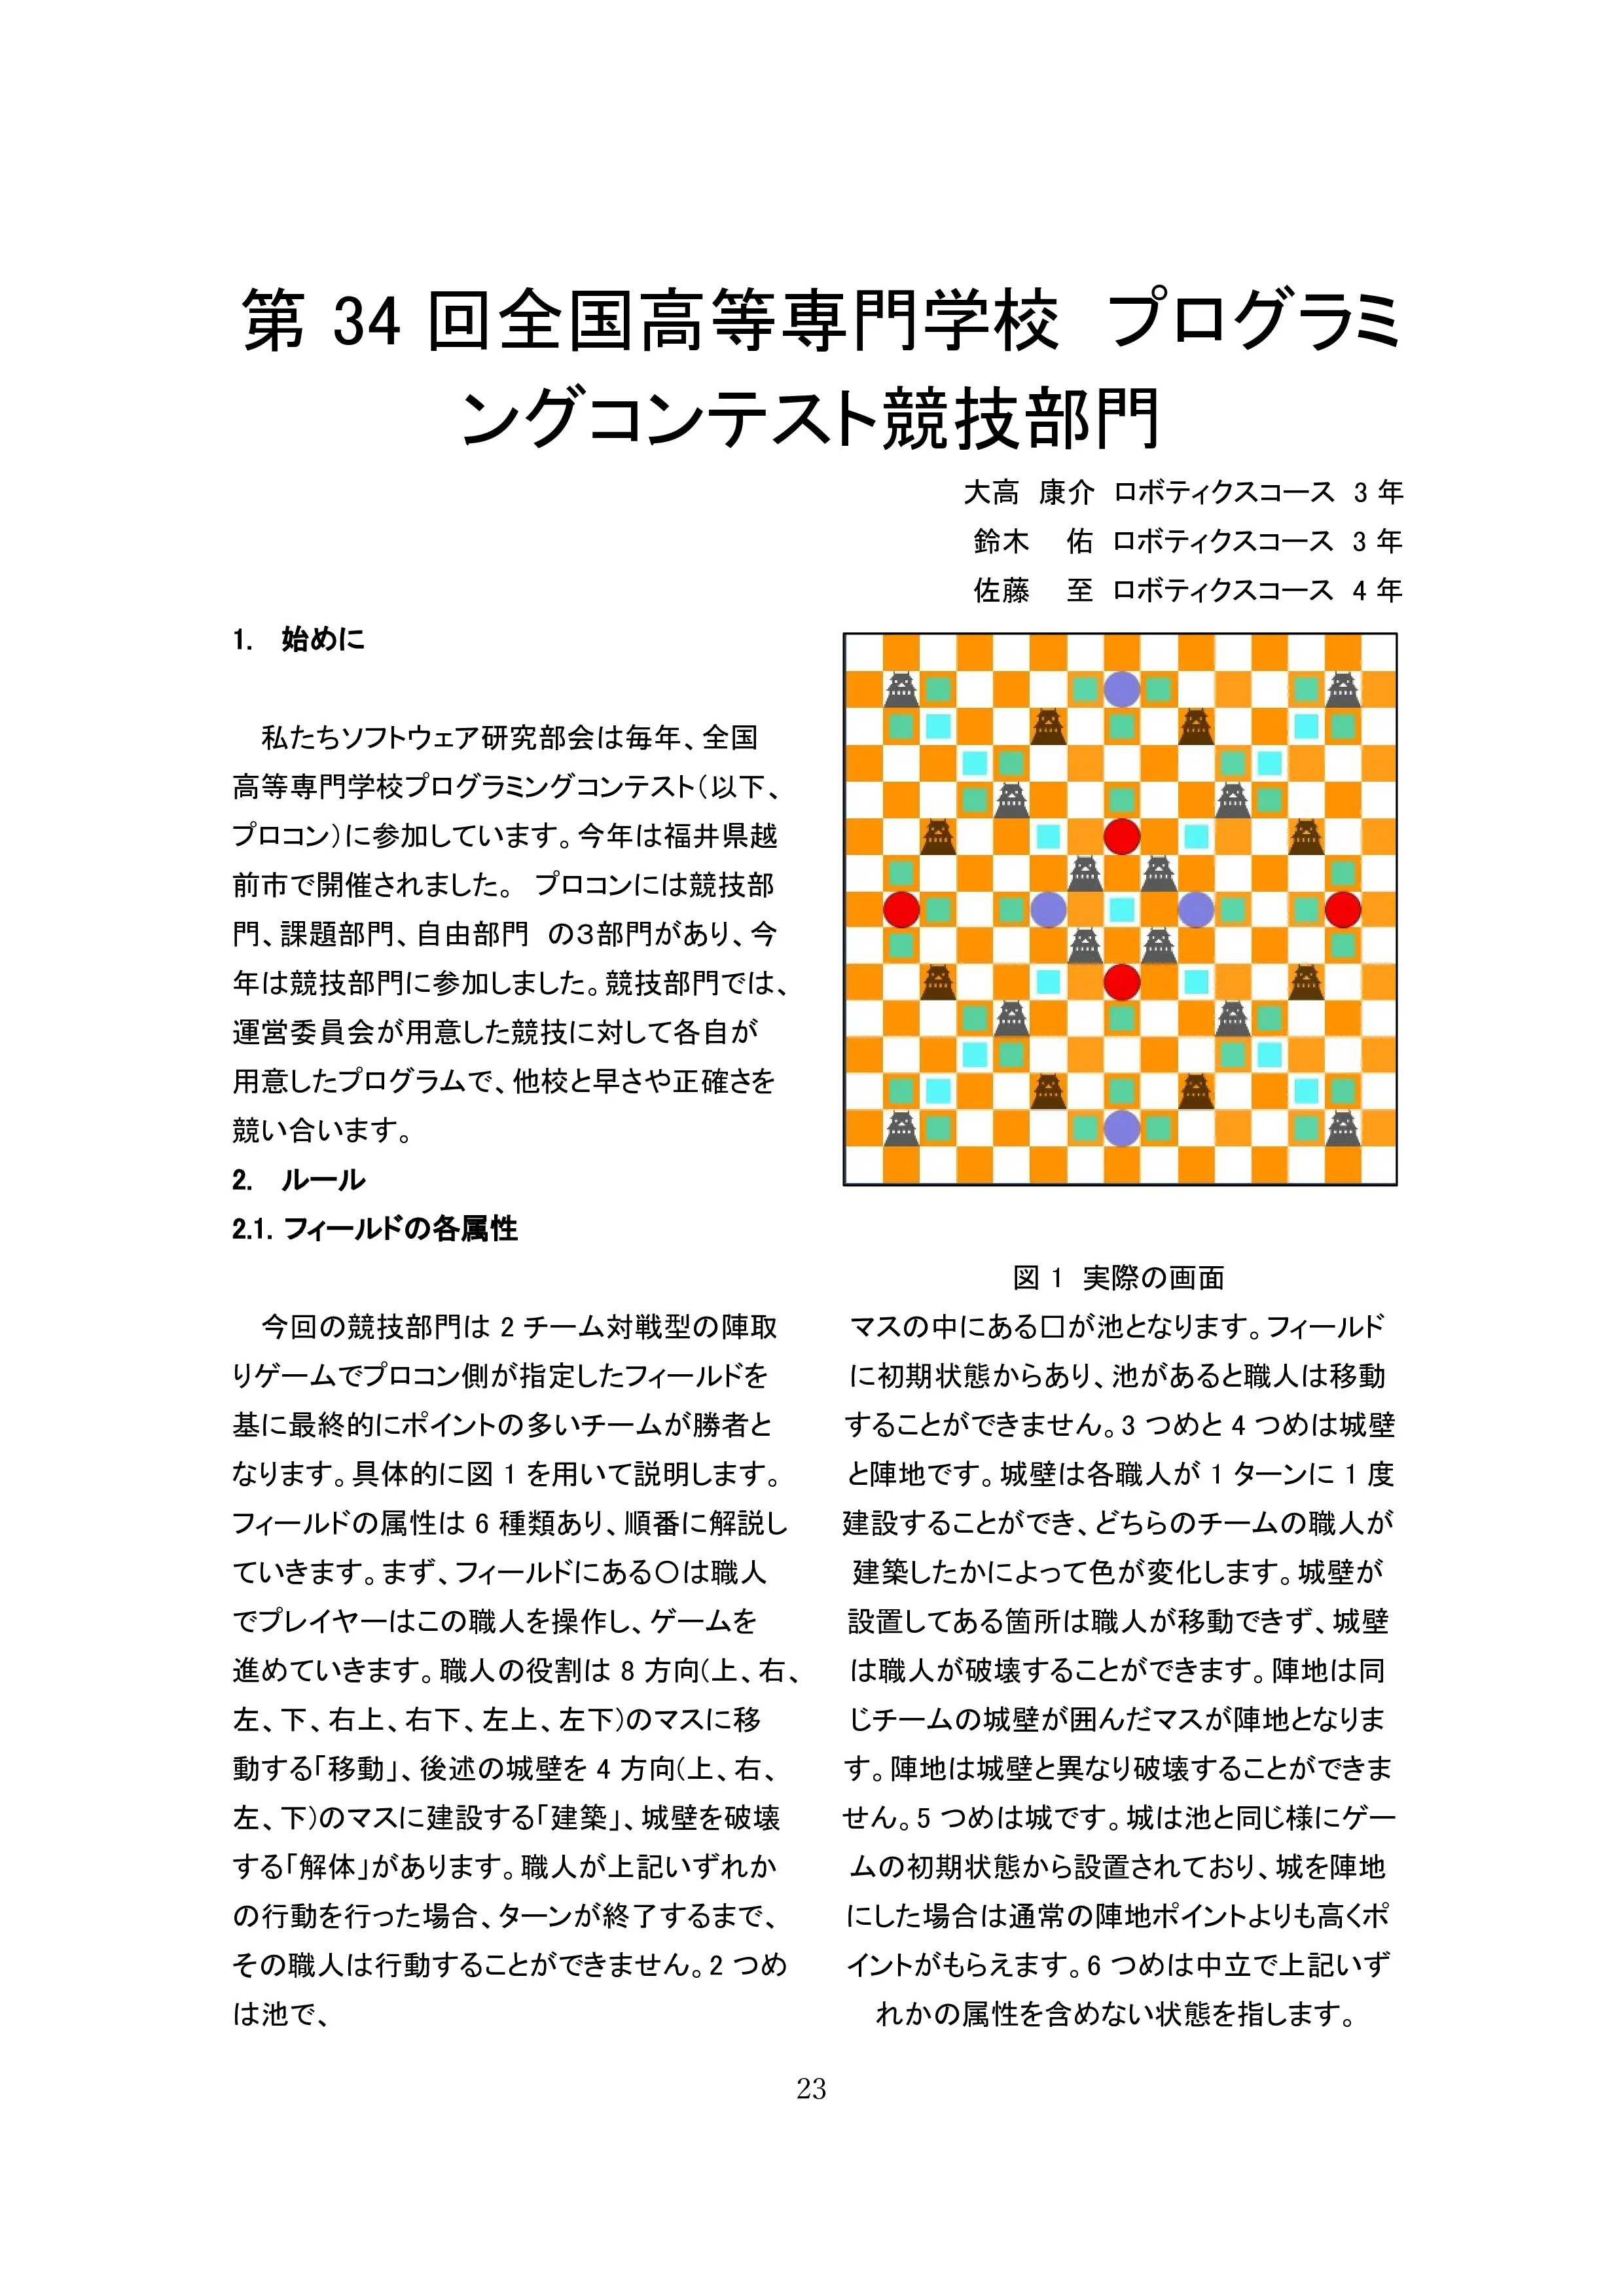 第 34 回全国高等専門学校 プログラミ
ングコンテスト競技部門
大高 康介 ロボティクスコース 3 年
鈴木 佑 ロボティクスコース 3 年
佐藤 至 ロボティクスコース 4 年
1. 始めに
私たちソフトウェア研究部会は毎年、全国
高等専門学校プログラミングコンテスト（以下、
プロコン）に参加しています。今年は福井県越
前市で開催されました。 プロコンには競技部
門、課題部門、自由部門 の3部門があり、今
年は競技部門に参加しました。競技部門では、
運営委員会が用意した競技に対して各自が
用意したプログラムで、他校と早さや正確さを
競い合います。
2. ルール
2.1. フィールドの各属性
今回の競技部門は 2 チーム対戦型の陣取
りゲームでプロコン側が指定したフィールドを
基に最終的にポイントの多いチームが勝者と
なります。具体的に図 1 を用いて説明します。
フィールドの属性は 6 種類あり、順番に解説し
ていきます。まず、フィールドにある〇は職人
でプレイヤーはこの職人を操作し、ゲームを
進めていきます。職人の役割は 8 方向(上、右、
左、下、右上、右下、左上、左下)のマスに移
動する「移動」、後述の城壁を 4 方向(上、右、
左、下)のマスに建設する「建築」、城壁を破壊
する「解体」があります。職人が上記いずれか
の行動を行った場合、ターンが終了するまで、
その職人は行動することができません。2 つめ
は池で、
図 1 実際の画面
マスの中にある口が池となります。フィールド
に初期状態からあり、池があると職人は移動
することができません。3 つめと 4 つめは城壁
と陣地です。城壁は各職人が 1 ターンに 1 度
建設することができ、どちらのチームの職人が
建築したかによって色が変化します。城壁が
設置してある箇所は職人が移動できず、城壁
は職人が破壊することができます。陣地は同
じチームの城壁が囲んだマスが陣地となりま
す。陣地は城壁と異なり破壊することができま
せん。5 つめは城です。城は池と同じ様にゲー
ムの初期状態から設置されており、城を陣地
にした場合は通常の陣地ポイントよりも高くポ
イントがもらえます。6 つめは中立で上記いず
れかの属性を含めない状態を指します。
23